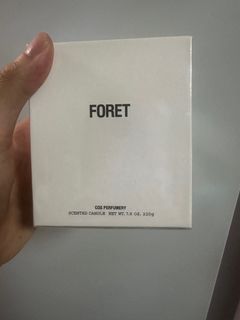 FORET
COS PERFUMERY
SCENTED CANDLE NET WT. 7.8 OZ. 220g